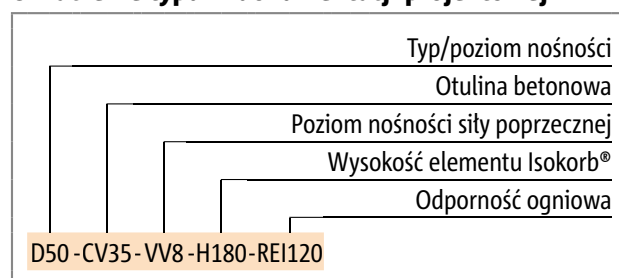 Typ/poziom nośności
Otulina betonowa
Poziom nośności siły poprzecznej
Wysokość elementu Isokorb®
Odporność ogniowa
D50 -CV35- VV8 -H180-REI120